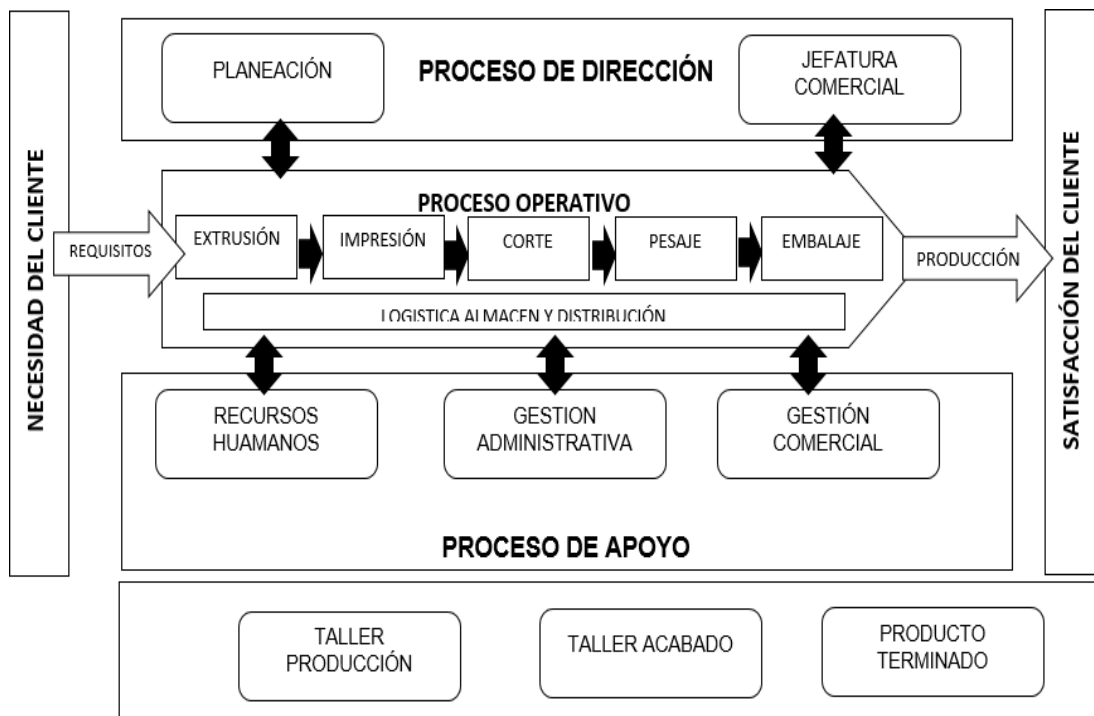 NECESIDAD DEL CLIENTE
PLANEACIÓN
PROCESO DE DIRECCIÓN
JEFATURA
COMERCIAL
REQUISITOS
PROCESO OPERATIVO
EXTRUSIÓN
IMPRESIÓN
CORTE
PESAJE
EMBALAJE
LOGISTICA ALMACEN Y DISTRIBUCIÓN
PRODUCCIÓN
RECURSOS
HUAMANOS
GESTION
ADMINISTRATIVA
GESTIÓN
COMERCIAL
PROCESO DE APOYO
SATISFACCIÓN DEL CLIENTE
TALLER
PRODUCCIÓN
TALLER ACABADO
PRODUCTO
TERMINADO